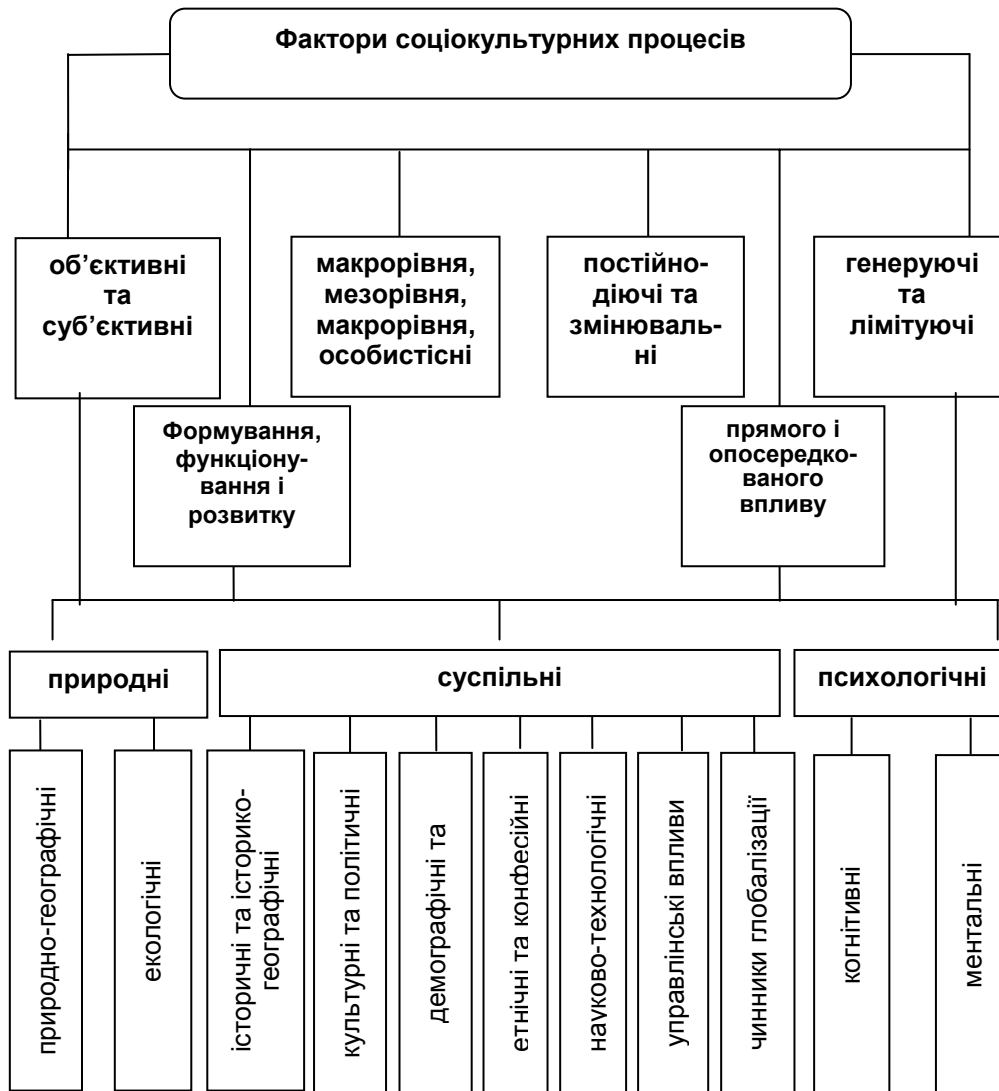 Фактори соціокультурних процесів
об’єктивні
та
суб’єктивні
макрорівня,
мезорівня,
макрорівня,
особистісні
постійно-
діючі та
змінюваль-
ні
генеруючі
та
лімітуючі
Формування,
функціону-
вання і
розвитку
прямого і
опосередко-
ваного
впливу
природні
суспільні
психологічні
природно-географічні
екологічні
історичні та історико-
географічні
культурні та політичні
демографічні та
етнічні та конфесійні
науково-технологічні
управлінські впливи
чинники глобалізації
когнітивні
ментальні